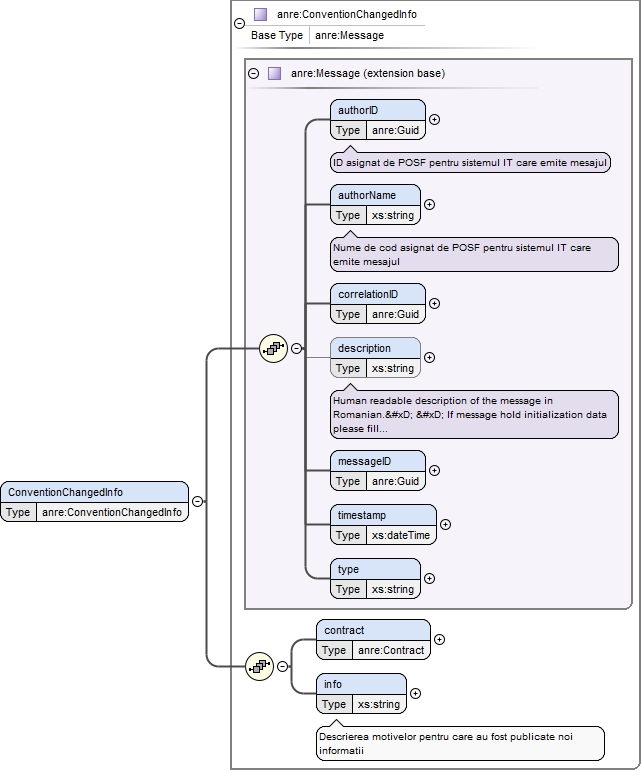 anre:ConventionChangedInfo
Base Type anre:Message
anre:Message (extension base)
authorID
Type anre:Guid
ID asignat de POSF pentru sistemul IT care emite mesajul
authorName
Type xs:string
Nume de cod asignat de POSF pentru sistemul IT care
emite mesajul
correlationID
Type anre:Guid
description
Type xs:string
Human readable description of the message in
Romanian.&#xD; &#xD; If message hold initialization data
please fill...
messageID
Type anre:Guid
timestamp
Type xs:dateTime
type
Type xs:string
ConventionChangedInfo
Type anre:ConventionChangedInfo
contract
Type anre:Contract
info
Type xs:string
Descrierea motivelor pentru care au fost publicate noi
informatii